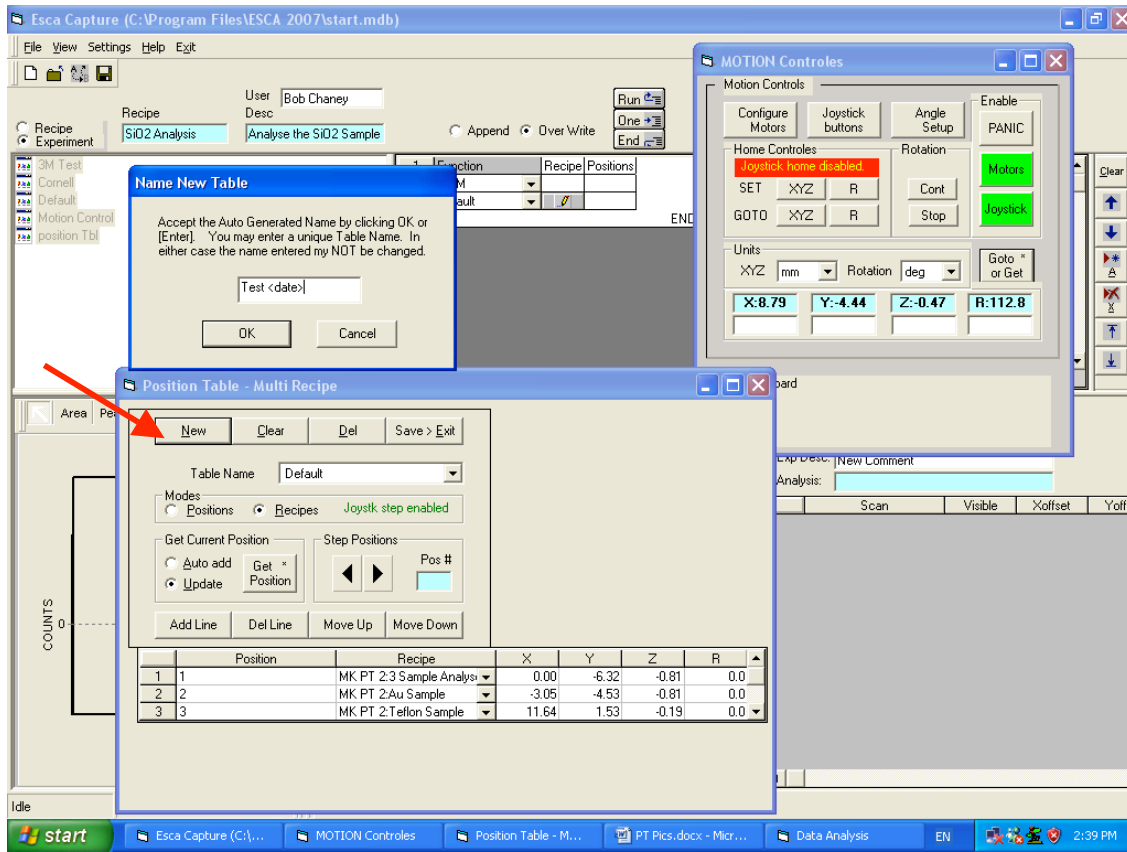 Esca Capture (C:\Program Files\ESCA 2007\start.mdb)
File View Settings Help Exit
User Bob Chaney
Recipe Desc
Recipe
Experiment
SiO2 Analysis
Analyse the SiO2 Sample
Append Over Write
Run
One
End
3M Test
Cornell
Default
Motion Control
position Tbl
1 Function Recipe Positions
M
ault
END
Clear
A
X
Name New Table
Accept the Auto Generated Name by clicking OK or
[Enter]. You may enter a unique Table Name. In
either case the name entered my NOT be changed.
Test <date>
OK Cancel
MOTION Controles
Motion Controls
Configure Motors
Joystick buttons
Angle Setup
Enable
PANIC
Motors
Joystick
Home Controles
Joystick home disabled.
SET XYZ R
GOTO XYZ R
Rotation
Cont
Stop
Units
XYZ mm Rotation deg
Goto * or Get
X:8.79 Y:-4.44 Z:-0.47 R:112.8
oard
Position Table - Multi Recipe
New Clear Del Save > Exit
Table Name Default
Modes
Positions Recipes Joystk step enabled
Get Current Position
Auto add
Update
Get * Position
Step Positions
Pos #
Add Line Del Line Move Up Move Down
Position Recipe X Y Z R
1 1 MK PT 2:3 Sample Analys 0.00 -6.32 -0.81 0.0
2 2 MK PT 2:Au Sample -3.05 -4.53 -0.81 0.0
3 3 MK PT 2:Teflon Sample 11.64 1.53 -0.19 0.0
Area Pe
COUNTS
0
Exp Desc: New Comment
Analysis:
Scan Visible Xoffset Yoff
Idle
start
Esca Capture (C:\...
MOTION Controles
Position Table - M...
PT Pics.docx - Micr...
Data Analysis
EN
2:39 PM